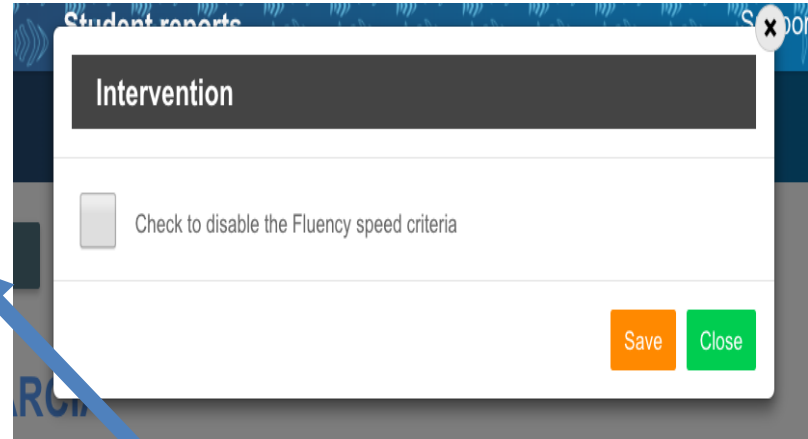 Student reports
x
Intervention
Check to disable the Fluency speed criteria
Save
Close